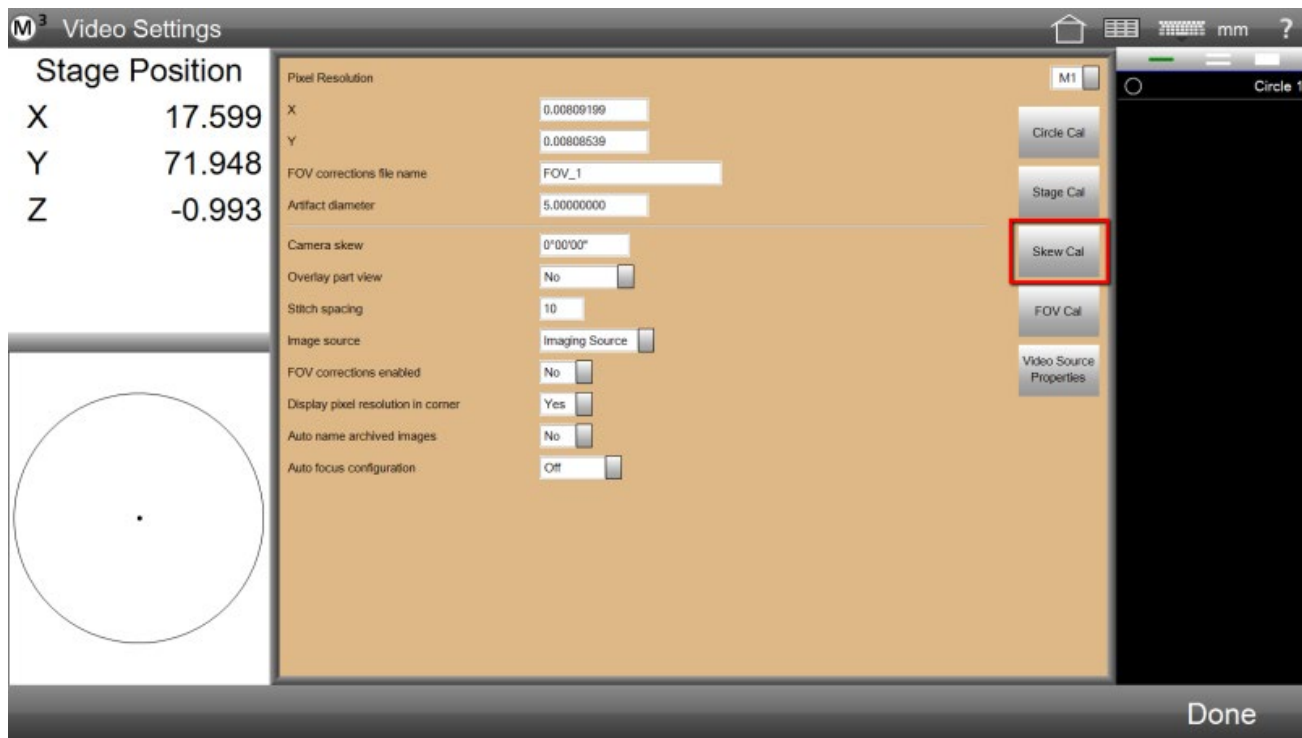 M³ Video Settings mm ?
Stage Position
X 17.599
Y 71.948
Z -0.993
Pixel Resolution M1
X 0.00809199
Y 0.00808539
FOV corrections file name FOV_1
Artifact diameter 5.00000000
Camera skew 0°00'00"
Overlay part view No
Stitch spacing 10
Image source Imaging Source
FOV corrections enabled No
Display pixel resolution in corner Yes
Auto name archived images No
Auto focus configuration Off
Circle Cal
Stage Cal
Skew Cal
FOV Cal
Video Source
Properties
Circle 1
Done